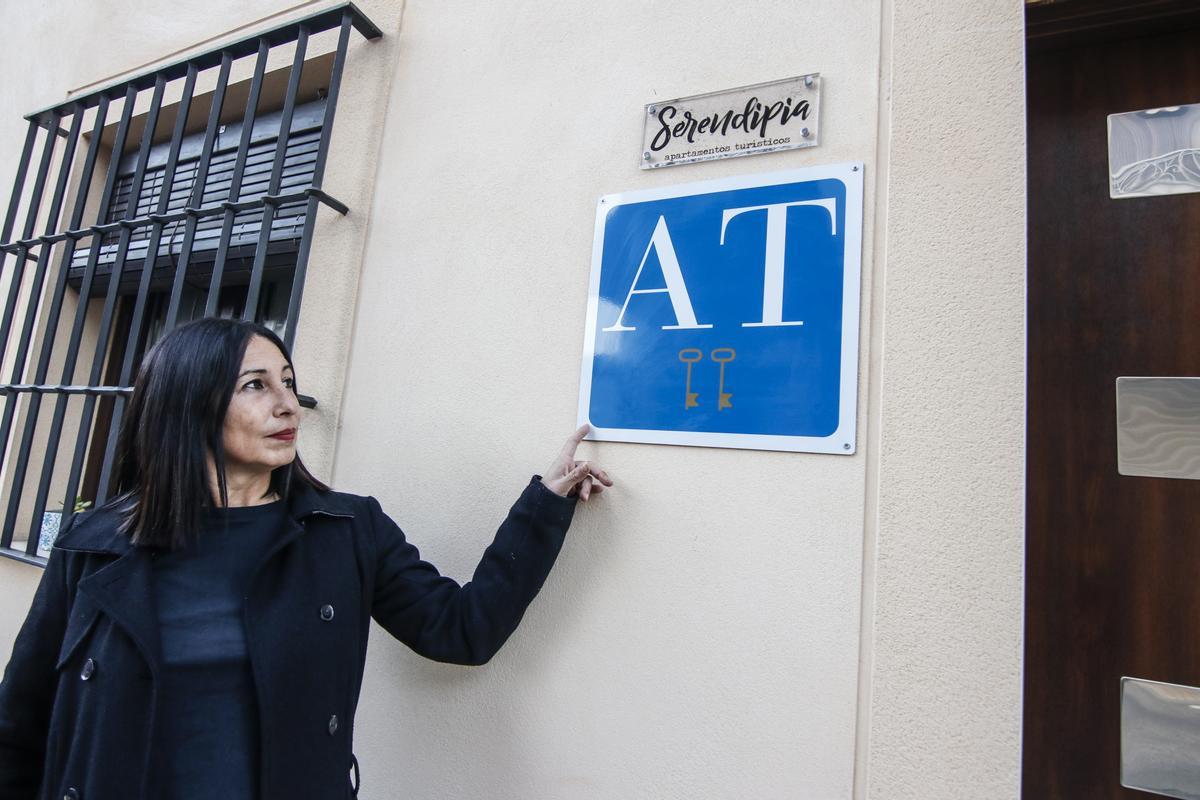 Serendipia
apartamentos turísticos
AT